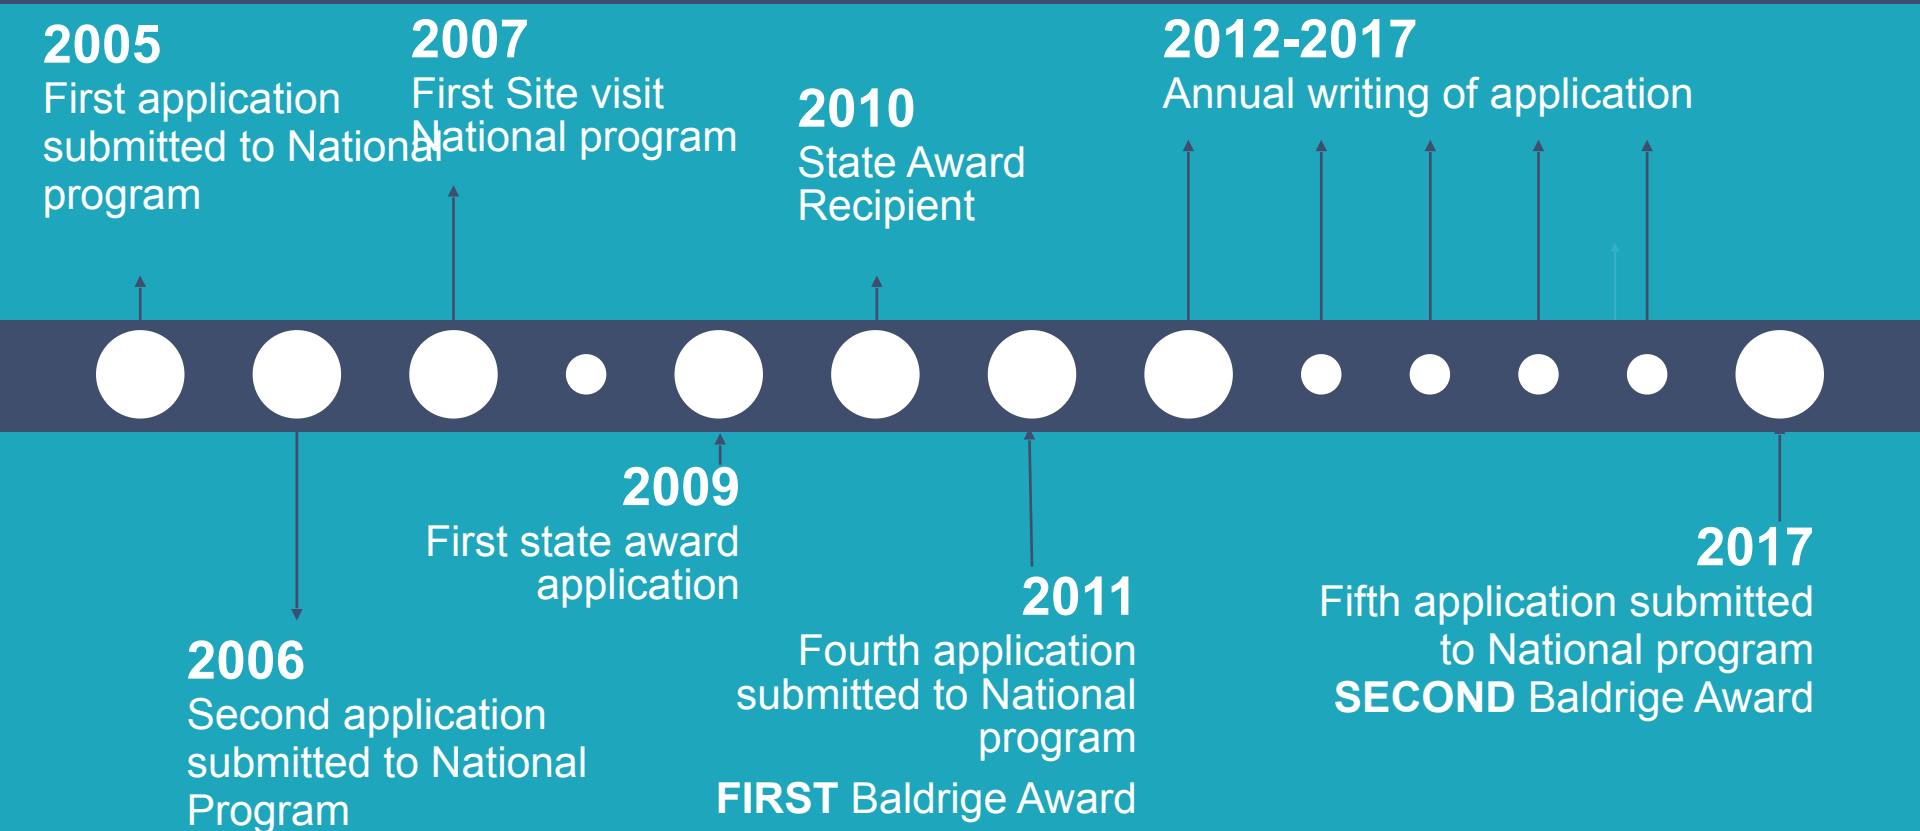 2005
First application
submitted to National
program
2007
First Site visit
National program
2010
State Award
Recipient
2012-2017
Annual writing of application
2006
Second application
submitted to National
Program
2009
First state award
application
2011
Fourth application
submitted to National
program
FIRST Baldrige Award
2017
Fifth application submitted
to National program
SECOND Baldrige Award